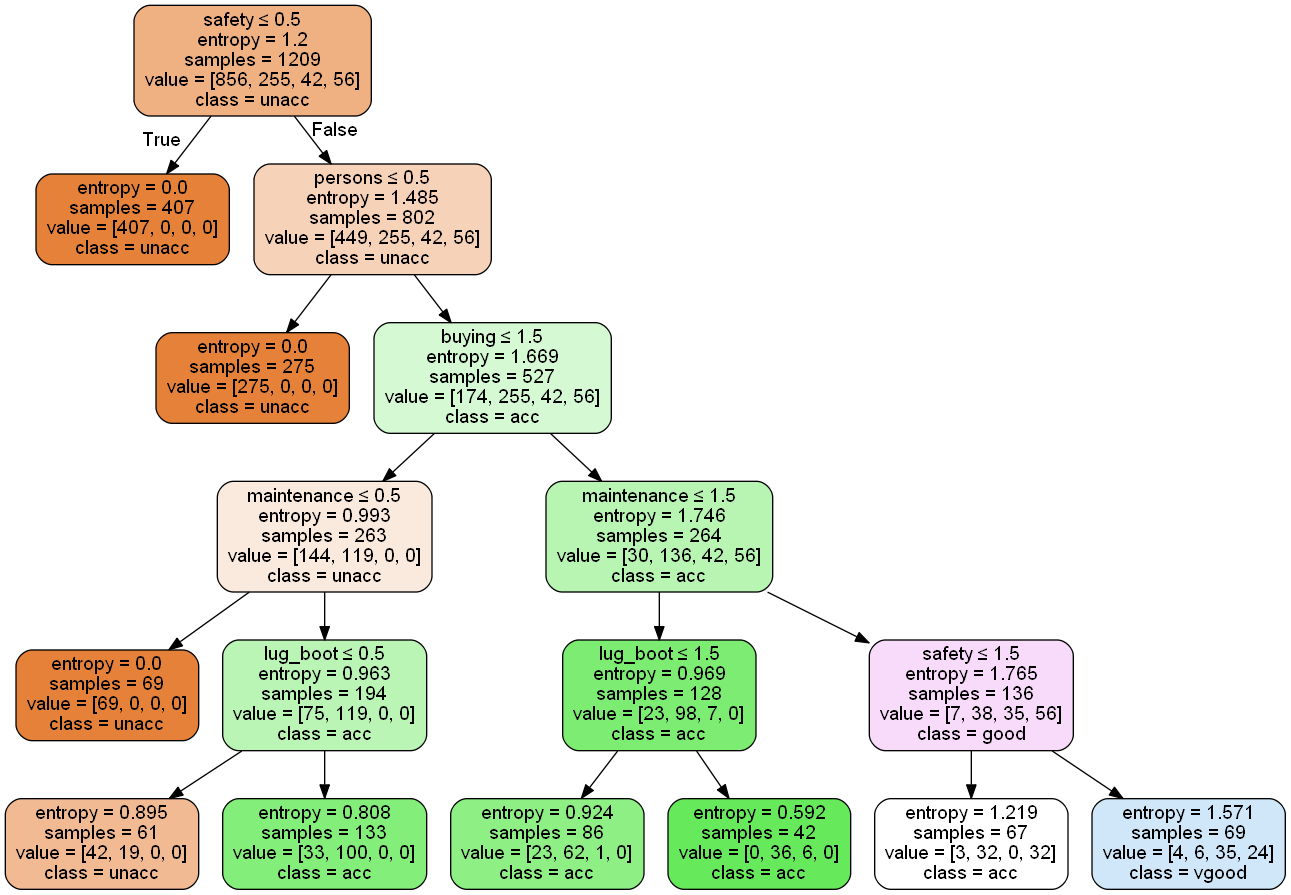 safety ≤ 0.5
entropy = 1.2
samples = 1209
value = [856, 255, 42, 56]
class = unacc
True
False
entropy = 0.0
samples = 407
value = [407, 0, 0, 0]
class = unacc
persons ≤ 0.5
entropy = 1.485
samples = 802
value = [449, 255, 42, 56]
class = unacc
entropy = 0.0
samples = 275
value = [275, 0, 0, 0]
class = unacc
buying ≤ 1.5
entropy = 1.669
samples = 527
value = [174, 255, 42, 56]
class = acc
maintenance ≤ 0.5
entropy = 0.993
samples = 263
value = [144, 119, 0, 0]
class = unacc
maintenance ≤ 1.5
entropy = 1.746
samples = 264
value = [30, 136, 42, 56]
class = acc
entropy = 0.0
samples = 69
value = [69, 0, 0, 0]
class = unacc
lug_boot ≤ 0.5
entropy = 0.963
samples = 194
value = [75, 119, 0, 0]
class = acc
lug_boot ≤ 1.5
entropy = 0.969
samples = 128
value = [23, 98, 7, 0]
class = acc
safety ≤ 1.5
entropy = 1.765
samples = 136
value = [7, 38, 35, 56]
class = good
entropy = 0.895
samples = 61
value = [42, 19, 0, 0]
class = unacc
entropy = 0.808
samples = 133
value = [33, 100, 0, 0]
class = acc
entropy = 0.924
samples = 86
value = [23, 62, 1, 0]
class = acc
entropy = 0.592
samples = 42
value = [0, 36, 6, 0]
class = acc
entropy = 1.219
samples = 67
value = [3, 32, 0, 32]
class = acc
entropy = 1.571
samples = 69
value = [4, 6, 35, 24]
class = vgood